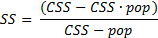 SS = (CSS − CSS · pop) / CSS − pop